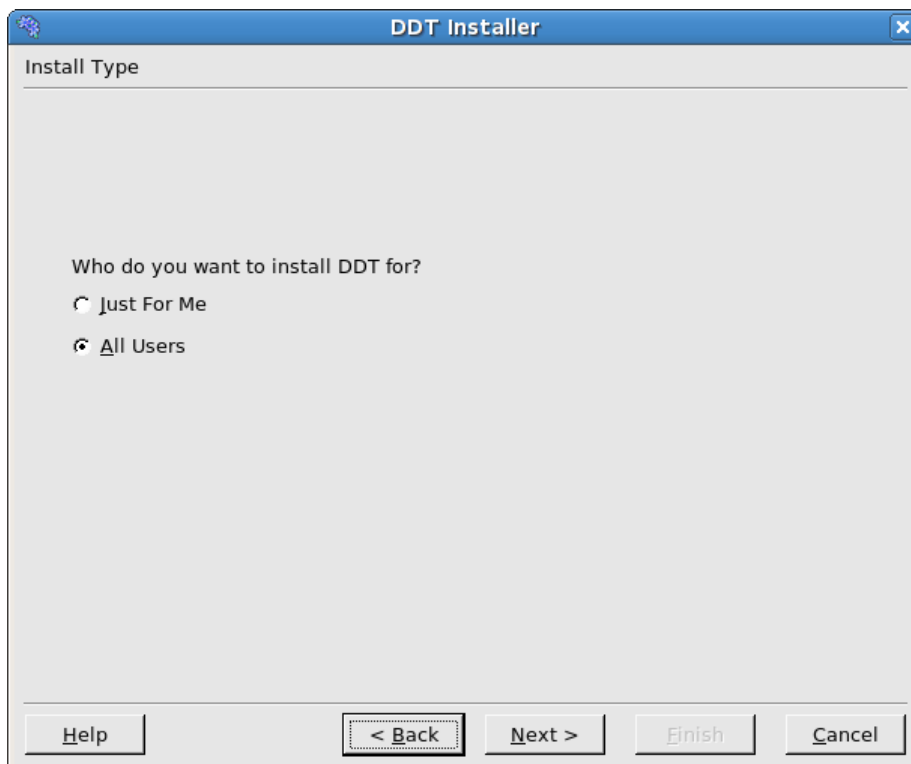 DDT Installer
Install Type
Who do you want to install DDT for?
Just For Me
All Users
Help
< Back
Next >
Finish
Cancel